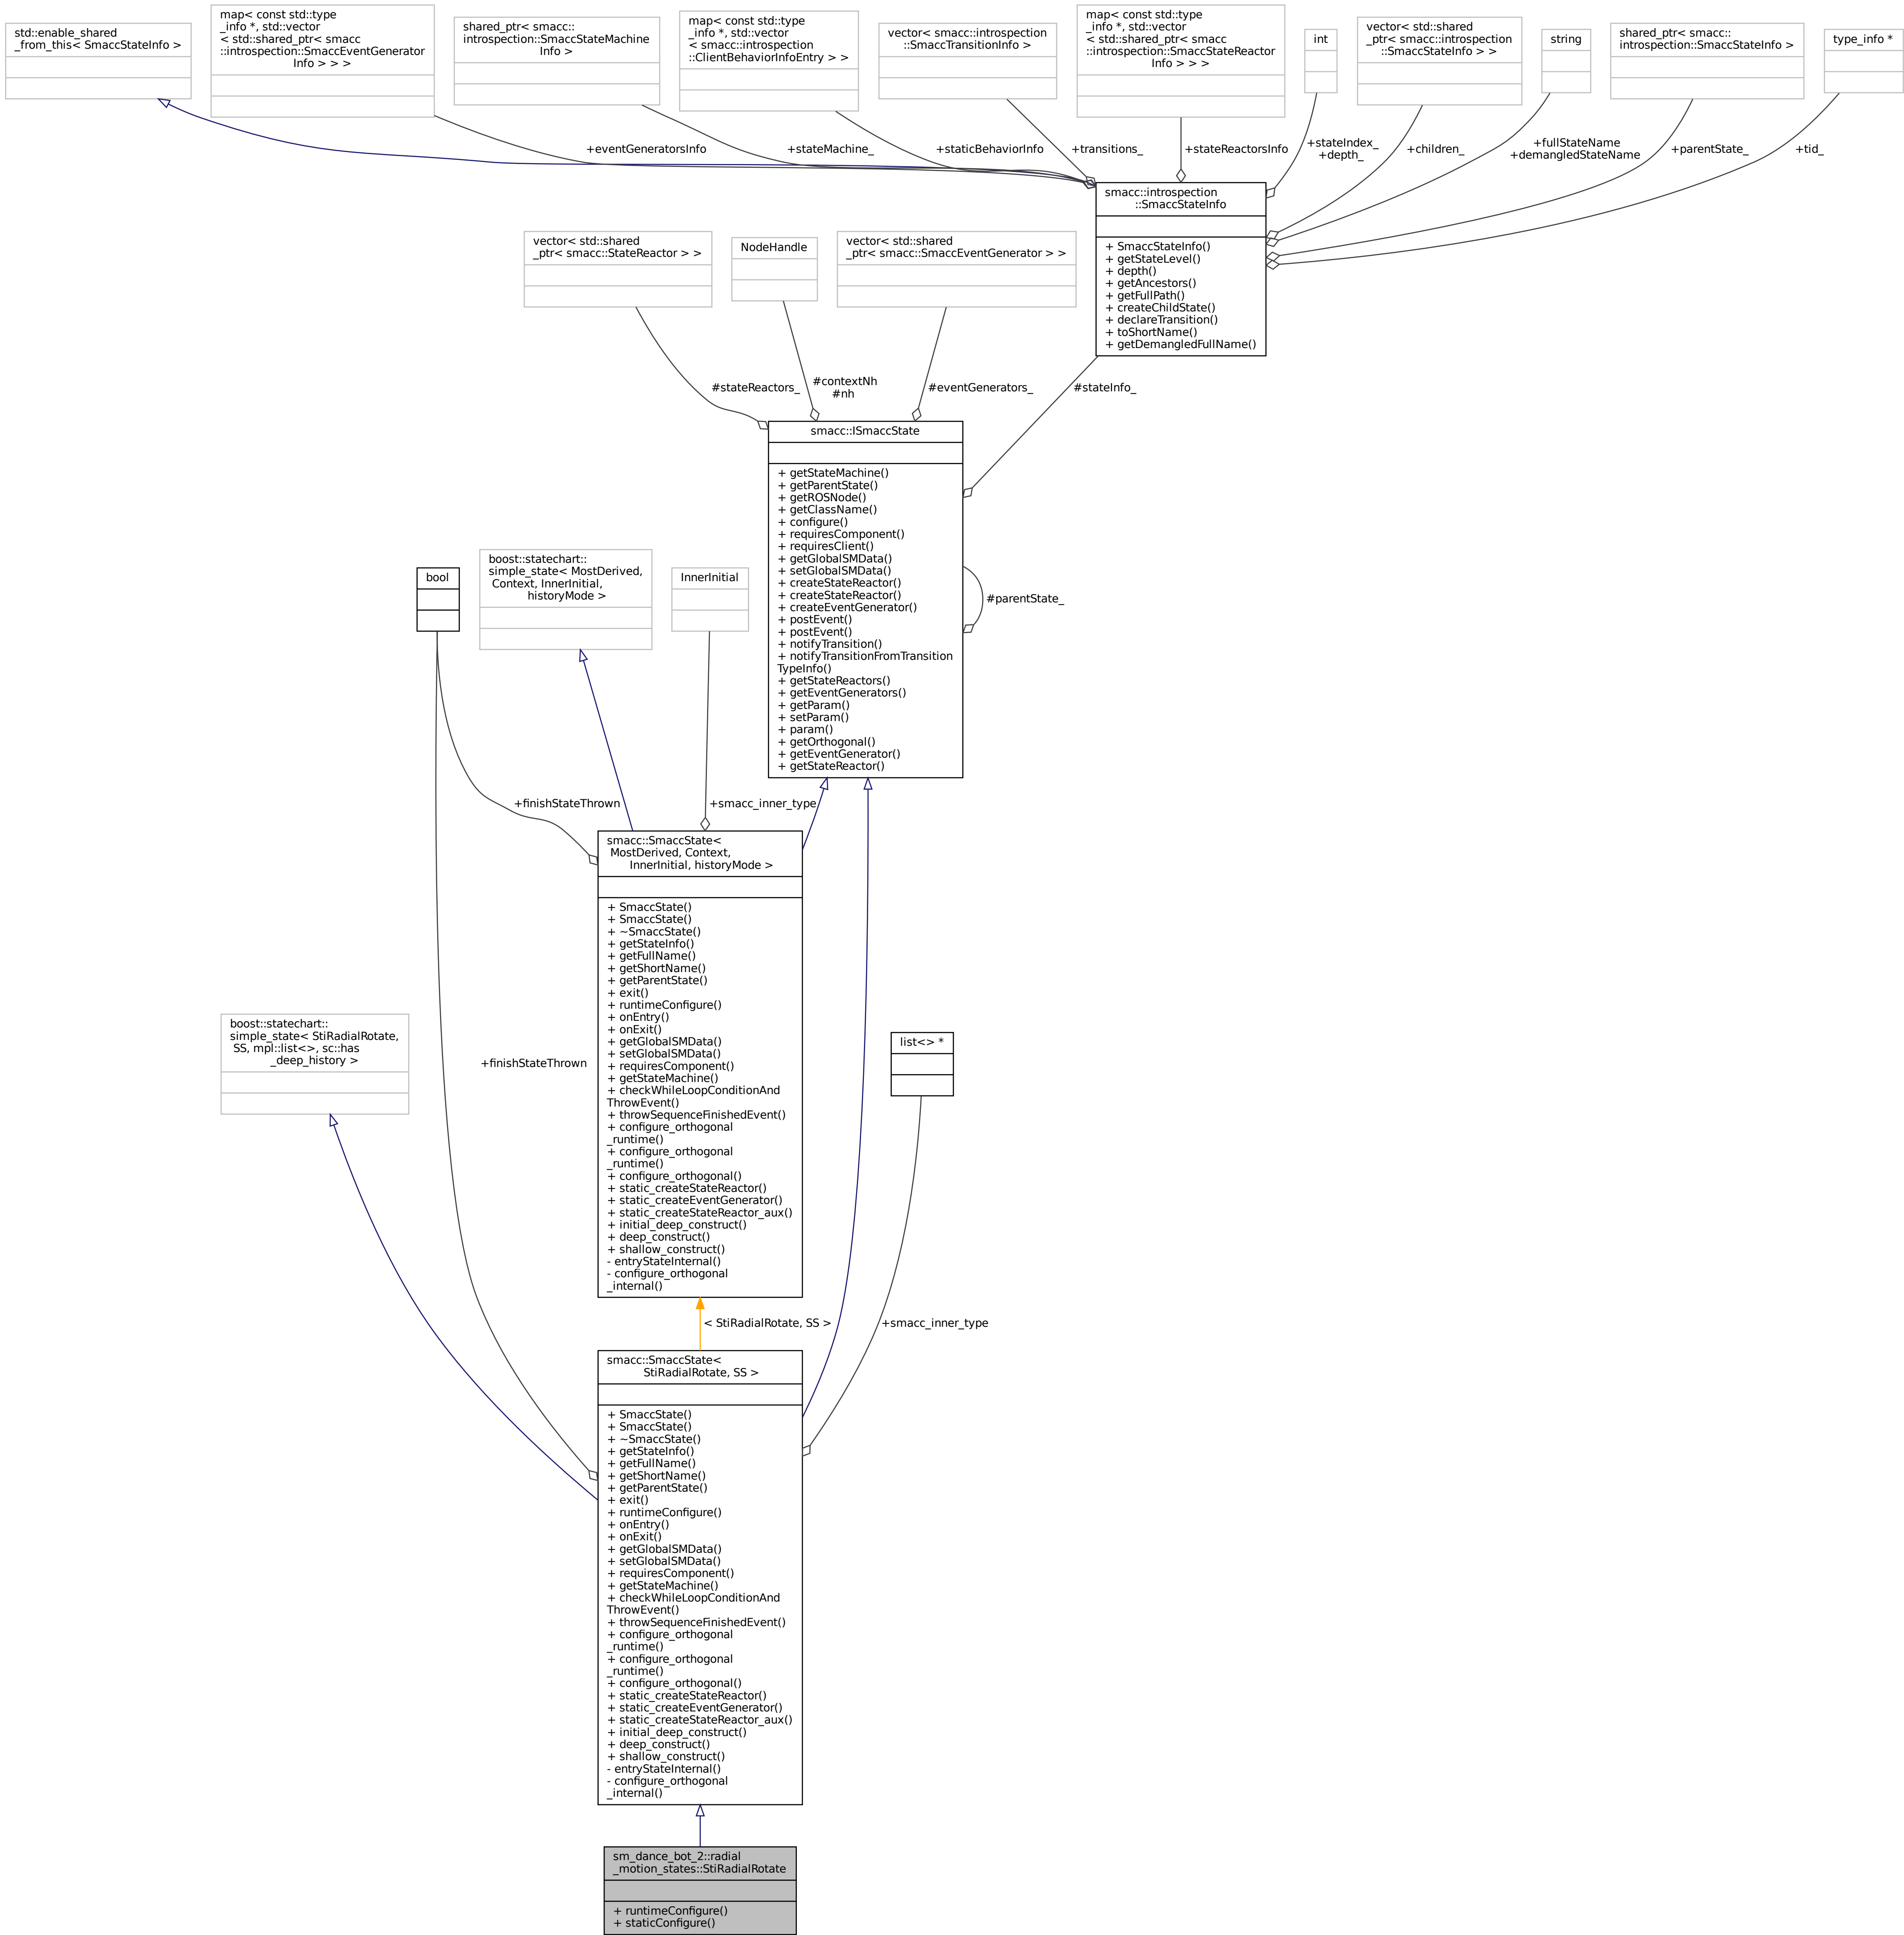 std::enable_shared
_from_this< SmaccStateInfo >
map< const std::type
_info *, std::vector
< std::shared_ptr< smacc
::introspection::SmaccEventGenerator
Info > > >
shared_ptr< smacc::
introspection::SmaccStateMachine
Info >
map< const std::type
_info *, std::vector
< smacc::introspection
::ClientBehaviorInfoEntry > >
vector< smacc::introspection
::SmaccTransitionInfo >
map< const std::type
_info *, std::vector
< std::shared_ptr< smacc
::introspection::SmaccStateReactor
Info > > >
int
vector< std::shared
_ptr< smacc::introspection
::SmaccStateInfo > >
string
shared_ptr< smacc::
introspection::SmaccStateInfo >
type_info *
+eventGeneratorsInfo
+stateMachine_
+staticBehaviorInfo
+transitions_
+stateReactorsInfo
+stateIndex_
+depth_
+children_
+fullStateName
+demangledStateName
+parentState_
+tid_
smacc::introspection
::SmaccStateInfo
+ SmaccStateInfo()
+ getStateLevel()
+ depth()
+ getAncestors()
+ getFullPath()
+ createChildState()
+ declareTransition()
+ toShortName()
+ getDemangledFullName()
vector< std::shared
_ptr< smacc::StateReactor > >
NodeHandle
vector< std::shared
_ptr< smacc::SmaccEventGenerator > >
#stateReactors_
#contextNh
#nh
#eventGenerators_
#stateInfo_
smacc::ISmaccState
+ getStateMachine()
+ getParentState()
+ getROSNode()
+ getClassName()
+ configure()
+ requiresComponent()
+ requiresClient()
+ getGlobalSMData()
+ setGlobalSMData()
+ createStateReactor()
+ createStateReactor()
+ createEventGenerator()
+ postEvent()
+ postEvent()
+ notifyTransition()
+ notifyTransitionFromTransition
TypeInfo()
+ getStateReactors()
+ getEventGenerators()
+ getParam()
+ setParam()
+ param()
+ getOrthogonal()
+ getEventGenerator()
+ getStateReactor()
#parentState_
bool
boost::statechart::
simple_state< MostDerived,
Context, InnerInitial,
historyMode >
InnerInitial
+finishStateThrown
+smacc_inner_type
smacc::SmaccState<
MostDerived, Context,
InnerInitial, historyMode >
+ SmaccState()
+ SmaccState()
+ ~SmaccState()
+ getStateInfo()
+ getFullName()
+ getShortName()
+ getParentState()
+ exit()
+ runtimeConfigure()
+ onEntry()
+ onExit()
+ getGlobalSMData()
+ setGlobalSMData()
+ requiresComponent()
+ getStateMachine()
+ checkWhileLoopConditionAnd
ThrowEvent()
+ throwSequenceFinishedEvent()
+ configure_orthogonal
_runtime()
+ configure_orthogonal
_runtime()
+ configure_orthogonal()
+ static_createStateReactor()
+ static_createEventGenerator()
+ static_createStateReactor_aux()
+ initial_deep_construct()
+ deep_construct()
+ shallow_construct()
- entryStateInternal()
- configure_orthogonal
_internal()
boost::statechart::
simple_state< StiRadialRotate,
SS, mpl::list<>, sc::has
_deep_history >
+finishStateThrown
list<> *
< StiRadialRotate, SS >
+smacc_inner_type
smacc::SmaccState<
StiRadialRotate, SS >
+ SmaccState()
+ SmaccState()
+ ~SmaccState()
+ getStateInfo()
+ getFullName()
+ getShortName()
+ getParentState()
+ exit()
+ runtimeConfigure()
+ onEntry()
+ onExit()
+ getGlobalSMData()
+ setGlobalSMData()
+ requiresComponent()
+ getStateMachine()
+ checkWhileLoopConditionAnd
ThrowEvent()
+ throwSequenceFinishedEvent()
+ configure_orthogonal
_runtime()
+ configure_orthogonal
_runtime()
+ configure_orthogonal()
+ static_createStateReactor()
+ static_createEventGenerator()
+ static_createStateReactor_aux()
+ initial_deep_construct()
+ deep_construct()
+ shallow_construct()
- entryStateInternal()
- configure_orthogonal
_internal()
sm_dance_bot_2::radial
_motion_states::StiRadialRotate
+ runtimeConfigure()
+ staticConfigure()